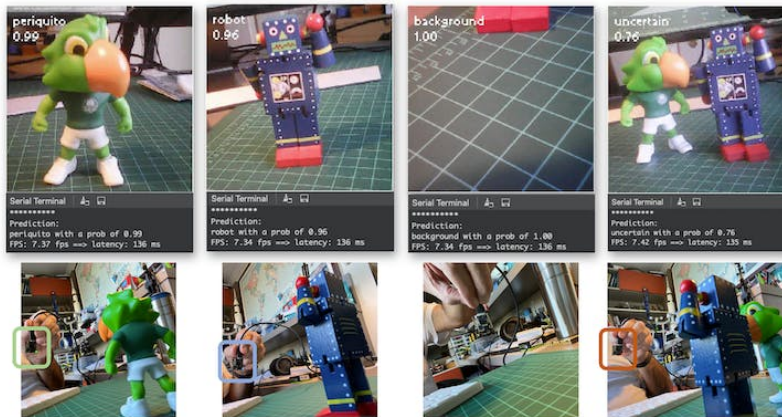 periquito
0.99
robot
0.96
background
1.00
uncertain
0.76
Serial Terminal
**********
Prediction:
periquito with a prob of 0.99
FPS: 7.37 fps ==> latency: 136 ms
Serial Terminal
**********
Prediction:
robot with a prob of 0.96
FPS: 7.34 fps ==> latency: 136 ms
Serial Terminal
**********
Prediction:
background with a prob of 1.00
FPS: 7.34 fps ==> latency: 136 ms
Serial Terminal
**********
Prediction:
uncertain with a prob of 0.76
FPS: 7.42 fps ==> latency: 135 ms